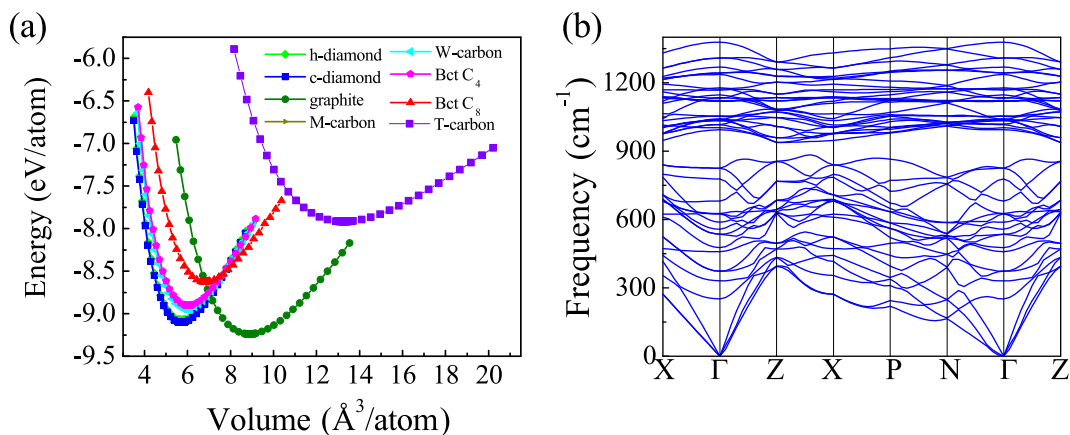 (a)
-6.0
-6.5
-7.0
-7.5
-8.0
-8.5
-9.0
-9.5
Energy (eV/atom)
h-diamond
c-diamond
graphite
M-carbon
W-carbon
Bct C₄
Bct C₈
T-carbon
4 6 8 10 12 14 16 18 20
Volume (Å³/atom)
(b)
1200
900
600
300
0
Frequency (cm⁻¹)
X Γ Z X P N Γ Z